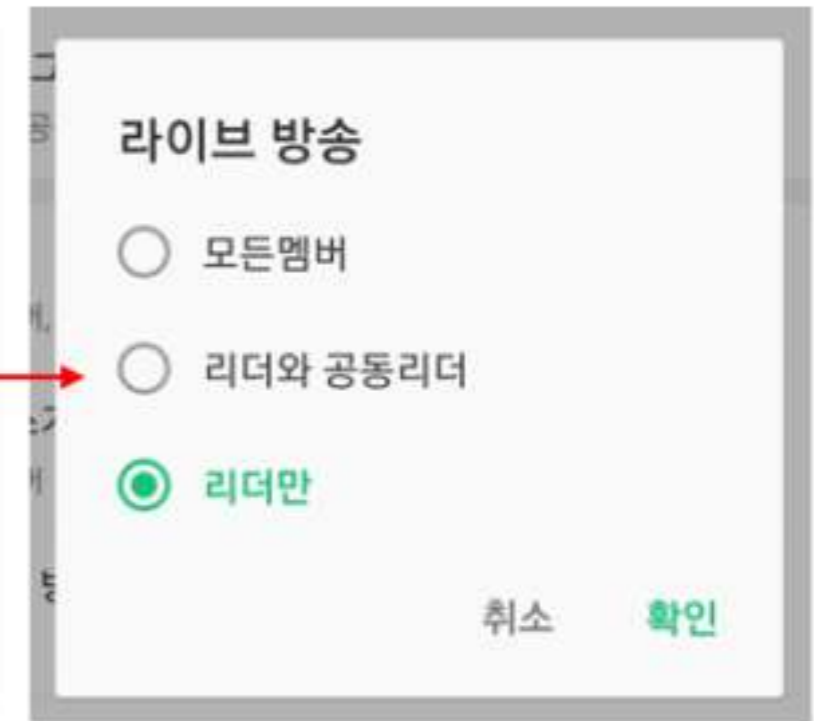 라이브 방송
모든멤버
리더와 공동리더
리더만
취소 확인